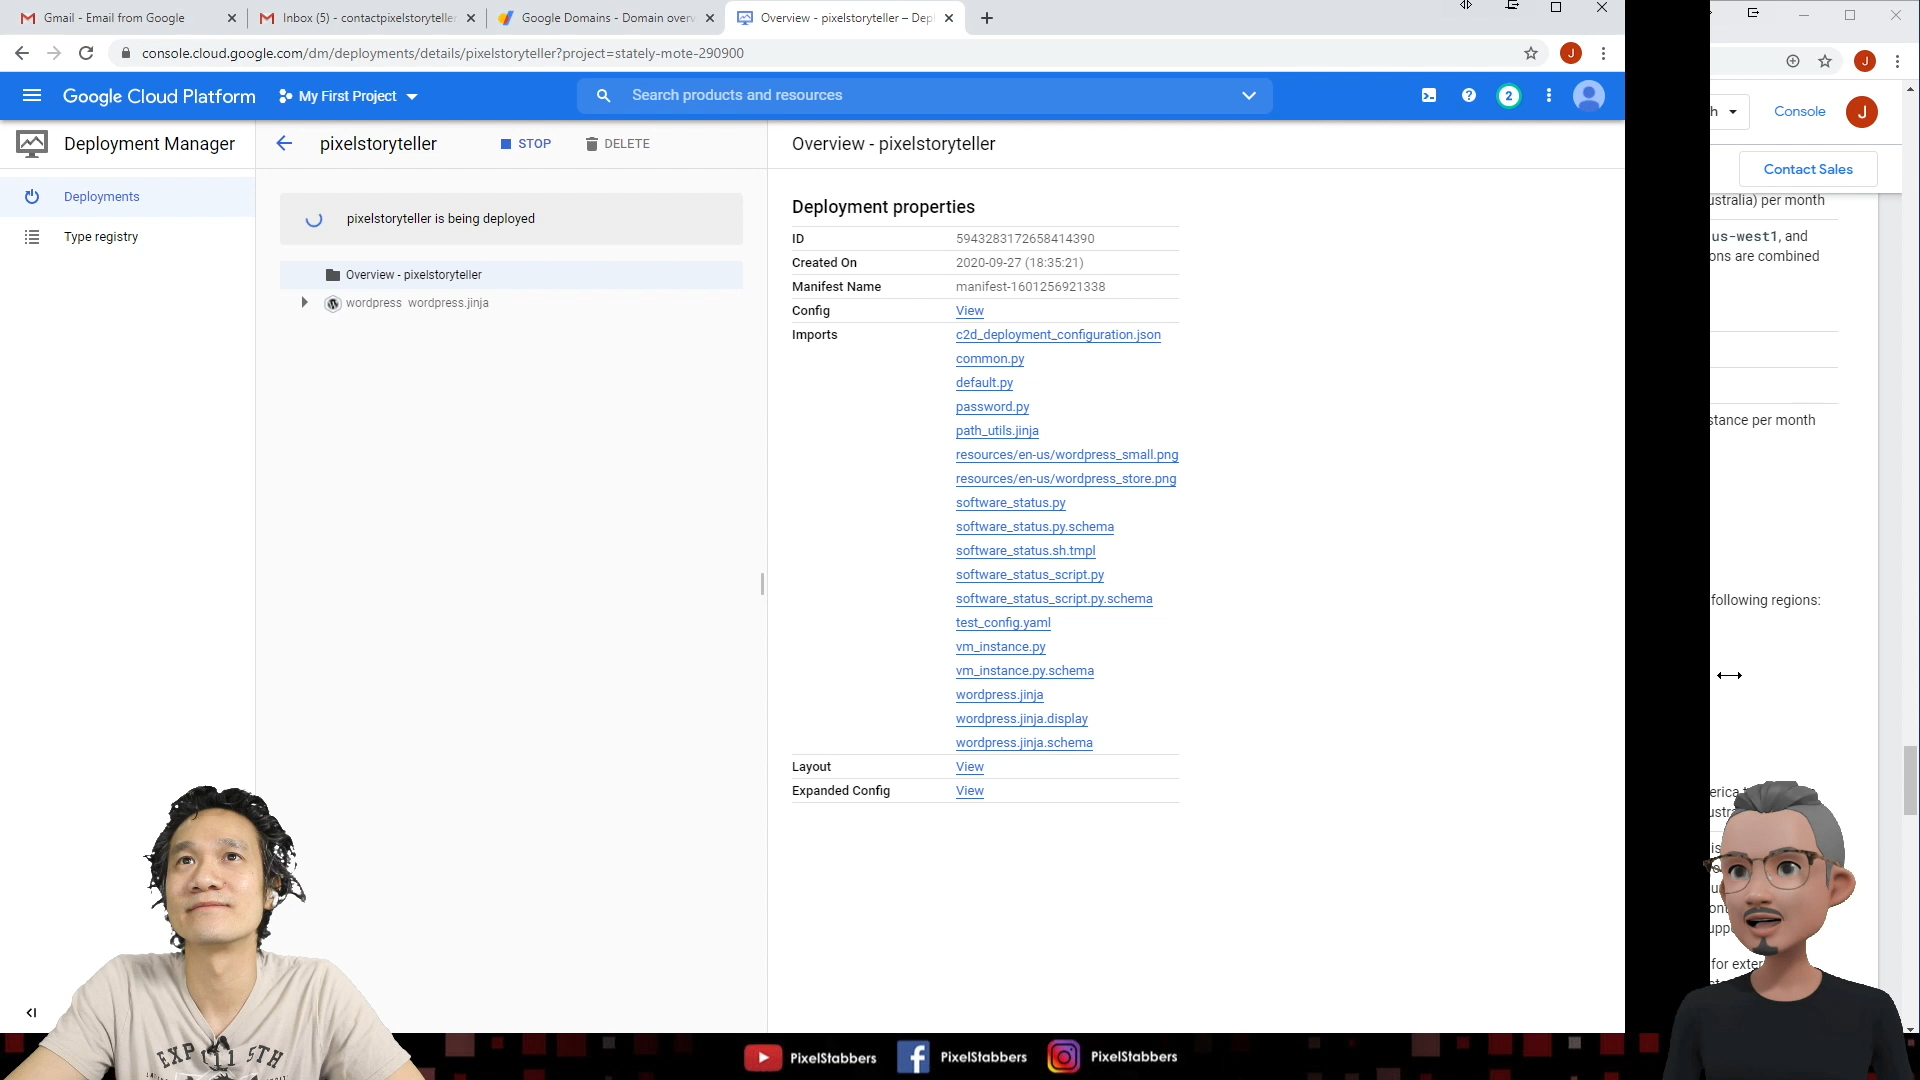 Gmail - Email from Google
Inbox (5) - contactpixelstoryteller
Google Domains - Domain over
Overview - pixelstoryteller – Dep
console.cloud.google.com/dm/deployments/details/pixelstoryteller?project=stately-mote-290900
J
J
Google Cloud Platform
My First Project
Search products and resources
2
h
Console
J
Deployment Manager
pixelstoryteller
STOP
DELETE
Overview - pixelstoryteller
Contact Sales
Deployments
Type registry
pixelstoryteller is being deployed
Overview - pixelstoryteller
wordpress wordpress.jinja
Deployment properties
ID 5943283172658414390
Created On 2020-09-27 (18:35:21)
Manifest Name manifest-1601256921338
Config View
Imports c2d_deployment_configuration.json
common.py
default.py
password.py
path_utils.jinja
resources/en-us/wordpress_small.png
resources/en-us/wordpress_store.png
software_status.py
software_status.py.schema
software_status.sh.tmpl
software_status_script.py
software_status_script.py.schema
test_config.yaml
vm_instance.py
vm_instance.py.schema
wordpress.jinja
wordpress.jinja.display
wordpress.jinja.schema
Layout View
Expanded Config View
ustralia) per month
us-west1, and
ons are combined
stance per month
following regions:
erica
ustra
for exter
PixelStabbers
PixelStabbers
PixelStabbers